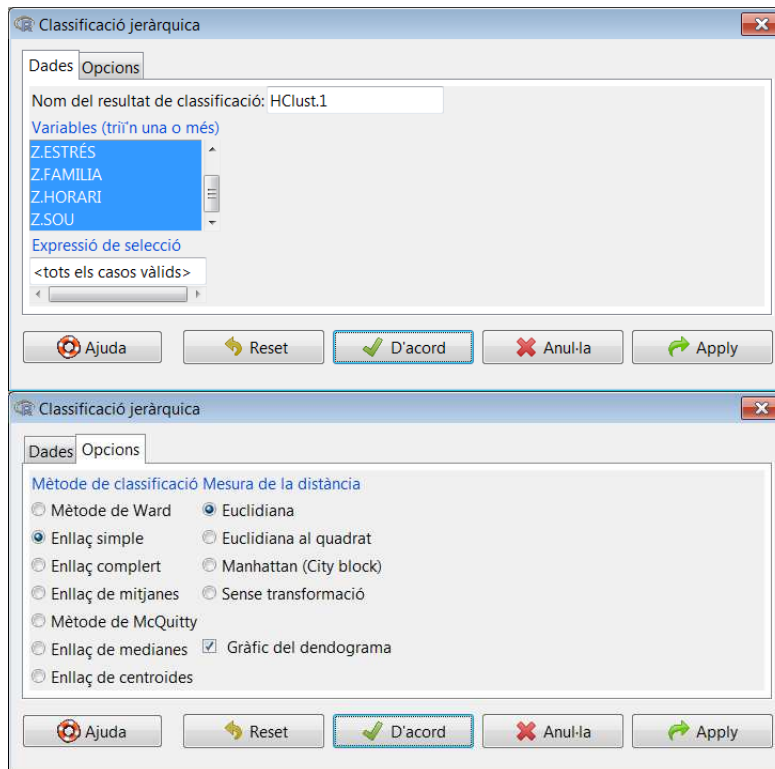 Classificació jeràrquica
Dades Opcions
Nom del resultat de classificació: HClust.1
Variables (triï'n una o més)
Z.ESTRÉS
Z.FAMILIA
Z.HORARI
Z.SOU
Expressió de selecció
<tots els casos vàlids>
Ajuda Reset D'acord Anul·la Apply
Classificació jeràrquica
Dades Opcions
Mètode de classificació Mesura de la distància
Mètode de Ward Euclidiana
Enllaç simple Euclidiana al quadrat
Enllaç complert Manhattan (City block)
Enllaç de mitjanes Sense transformació
Mètode de McQuitty
Enllaç de medianes Gràfic del dendograma
Enllaç de centroides
Ajuda Reset D'acord Anul·la Apply